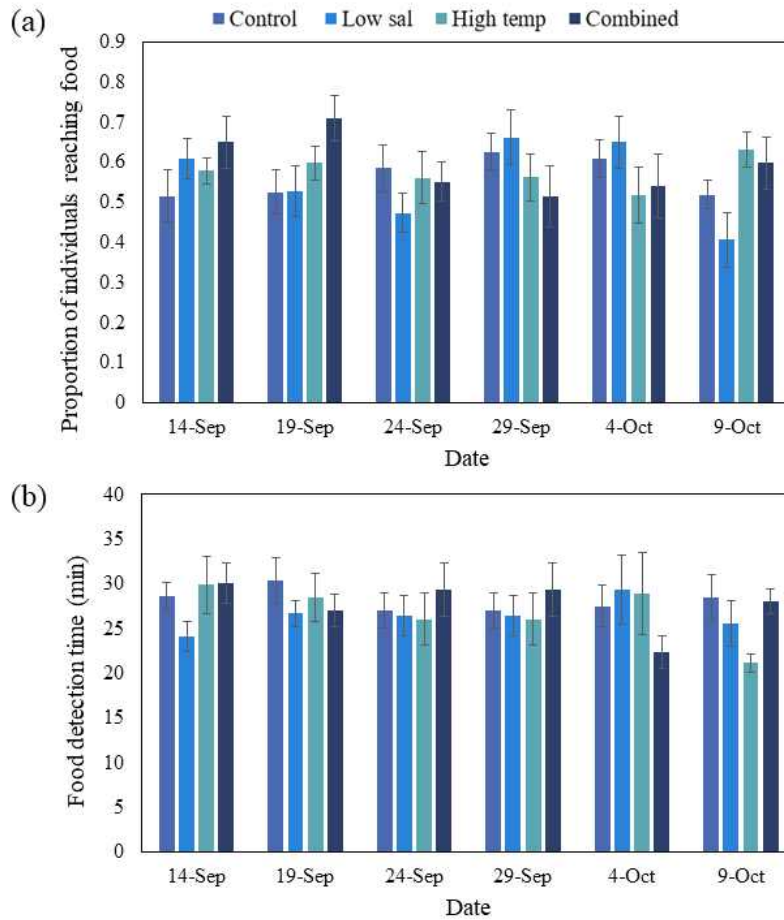 (a)
Control Low sal High temp Combined
Proportion of individuals reaching food
0.9
0.8
0.7
0.6
0.5
0.4
0.3
0.2
0.1
0
14-Sep 19-Sep 24-Sep 29-Sep 4-Oct 9-Oct
Date
(b)
Food detection time (min)
40
35
30
25
20
15
10
5
0
14-Sep 19-Sep 24-Sep 29-Sep 4-Oct 9-Oct
Date